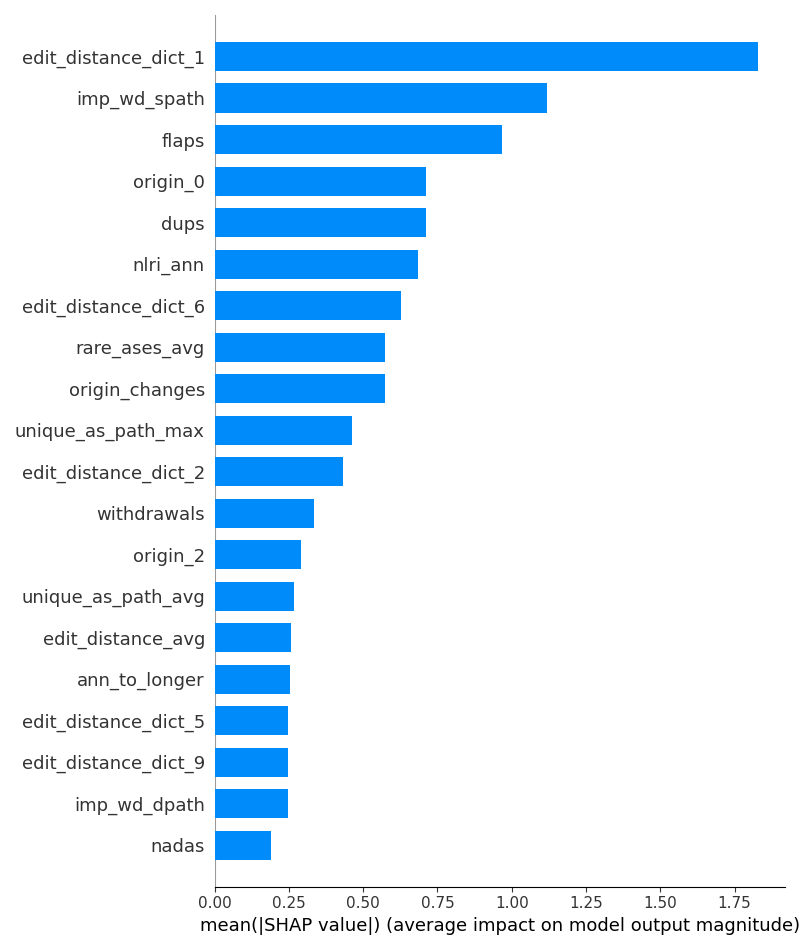 edit_distance_dict_1
imp_wd_spath
flaps
origin_0
dups
nlri_ann
edit_distance_dict_6
rare_ases_avg
origin_changes
unique_as_path_max
edit_distance_dict_2
withdrawals
origin_2
unique_as_path_avg
edit_distance_avg
ann_to_longer
edit_distance_dict_5
edit_distance_dict_9
imp_wd_dpath
nadas
0.00 0.25 0.50 0.75 1.00 1.25 1.50 1.75
mean(|SHAP value|) (average impact on model output magnitude)